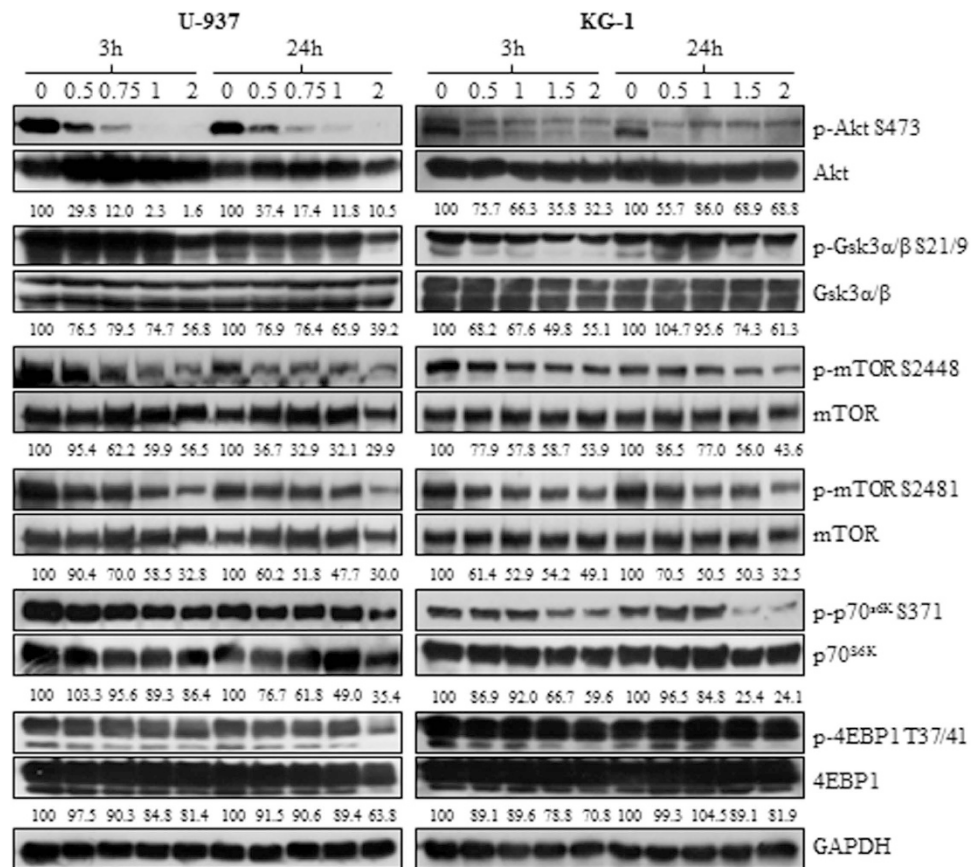 U-937 KG-1
3h 24h 3h 24h
0 0.5 0.75 1 2 0 0.5 0.75 1 2 0 0.5 1 1.5 2 0 0.5 1 1.5 2
p-Akt S473
Akt
100 29.8 12.0 2.3 1.6 100 37.4 17.4 11.8 10.5 100 75.7 66.3 35.8 32.3 100 55.7 86.0 68.9 68.8
p-Gsk3α/β S21/9
Gsk3α/β
100 76.5 79.5 74.7 56.8 100 76.9 76.4 65.9 39.2 100 68.2 67.6 49.8 55.1 100 104.7 95.6 74.3 61.3
p-mTOR S2448
mTOR
100 95.4 62.2 59.9 56.5 100 36.7 32.9 32.1 29.9 100 77.9 57.8 58.7 53.9 100 86.5 77.0 56.0 43.6
p-mTOR S2481
mTOR
100 90.4 70.0 58.5 32.8 100 60.2 51.8 47.7 30.0 100 61.4 52.9 54.2 49.1 100 70.5 50.5 50.3 32.5
p-p70s6K S371
p70S6K
100 103.3 95.6 89.3 86.4 100 76.7 61.8 49.0 35.4 100 86.9 92.0 66.7 59.6 100 96.5 84.8 25.4 24.1
p-4EBP1 T37/41
4EBP1
100 97.5 90.3 84.8 81.4 100 91.5 90.6 89.4 63.8 100 89.1 89.6 78.8 70.8 100 99.3 104.5 89.1 81.9
GAPDH